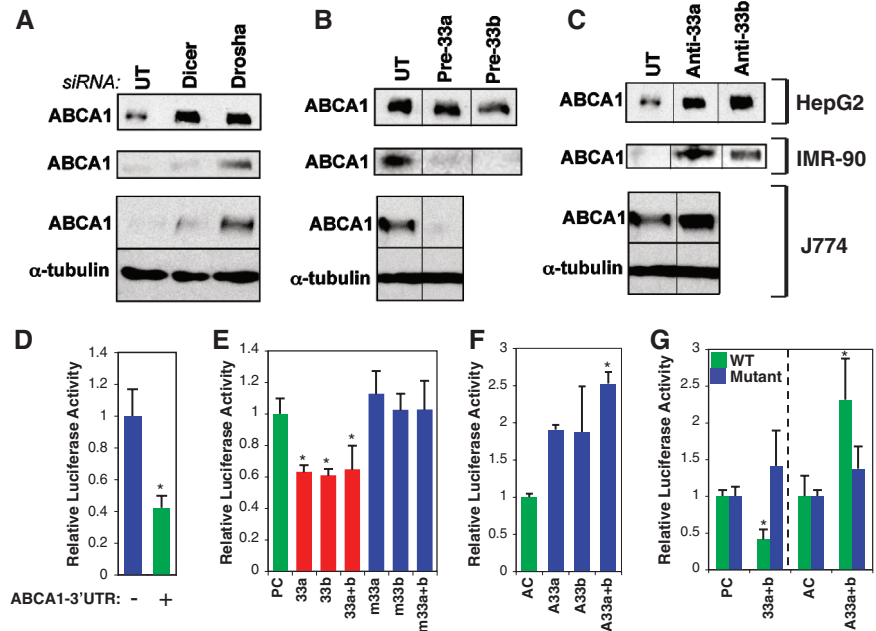 A
siRNA: UT Dicer Drosha
ABCA1
ABCA1
ABCA1
α-tubulin
B
UT Pre-33a Pre-33b
ABCA1
ABCA1
ABCA1
α-tubulin
C
UT Anti-33a Anti-33b
ABCA1
HepG2
ABCA1
IMR-90
ABCA1
α-tubulin
J774
D
Relative Luciferase Activity
1.4
1.2
1
0.8
0.6
0.4
0.2
0
*
ABCA1-3'UTR: - +
E
Relative Luciferase Activity
1.4
1.2
1
0.8
0.6
0.4
0.2
0
* * *
PC 33a 33b 33a+b m33a m33b m33a+b
F
Relative Luciferase Activity
3
2.5
2
1.5
1
0.5
0
*
AC A33a A33b A33a+b
G
Relative Luciferase Activity
3
2.5
2
1.5
1
0.5
0
WT
Mutant
* *
PC 33a+b AC A33a+b